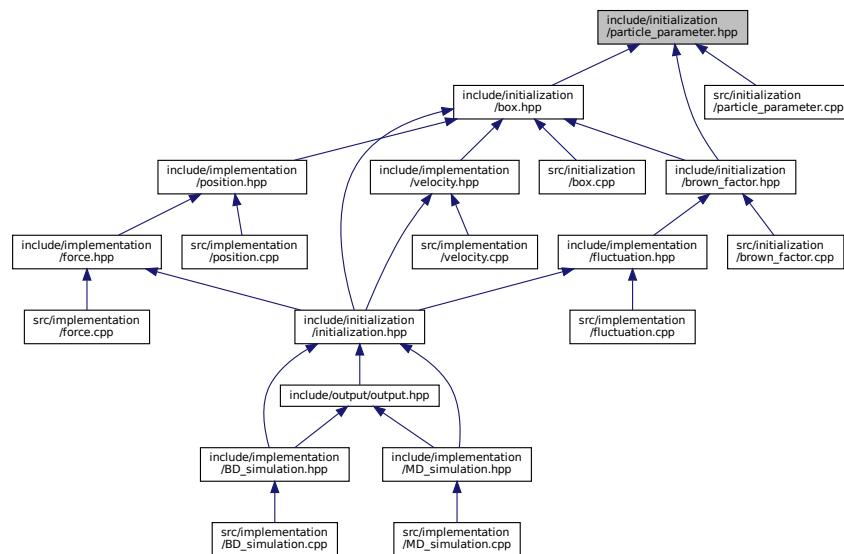 include/initialization
/particle_parameter.hpp
include/initialization
/box.hpp
src/initialization
/particle_parameter.cpp
include/implementation
/position.hpp
include/implementation
/velocity.hpp
src/initialization
/box.cpp
include/initialization
/brown_factor.hpp
include/implementation
/force.hpp
src/implementation
/position.cpp
src/implementation
/velocity.cpp
include/implementation
/fluctuation.hpp
src/initialization
/brown_factor.cpp
src/implementation
/force.cpp
include/initialization
/initialization.hpp
src/implementation
/fluctuation.cpp
include/output/output.hpp
include/implementation
/BD_simulation.hpp
include/implementation
/MD_simulation.hpp
src/implementation
/BD_simulation.cpp
src/implementation
/MD_simulation.cpp